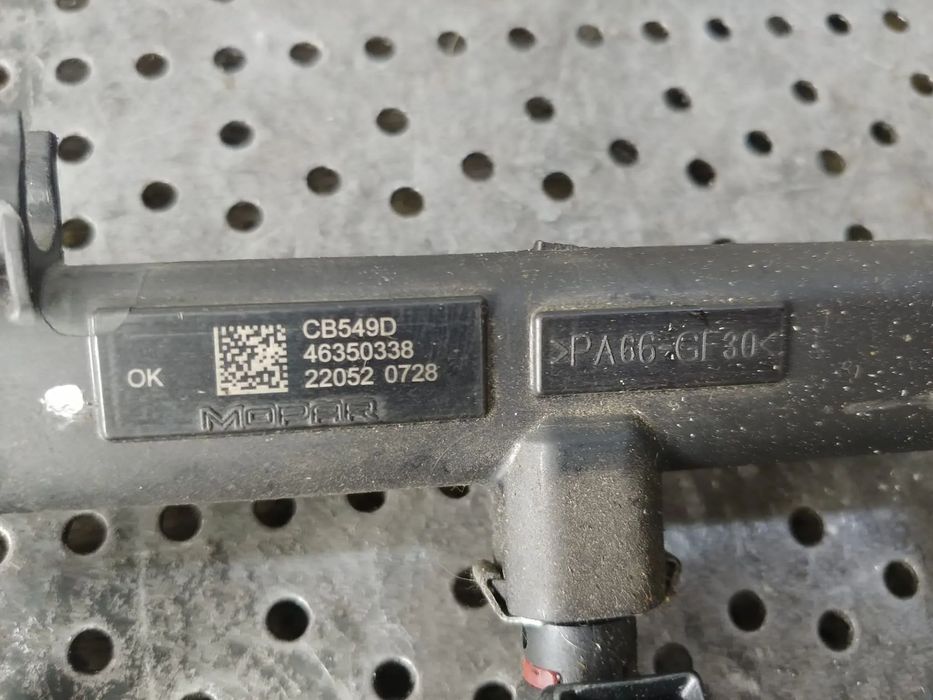 CB549D
46350338
OK
22052 0728
MOPAR
>PA66-GF30<